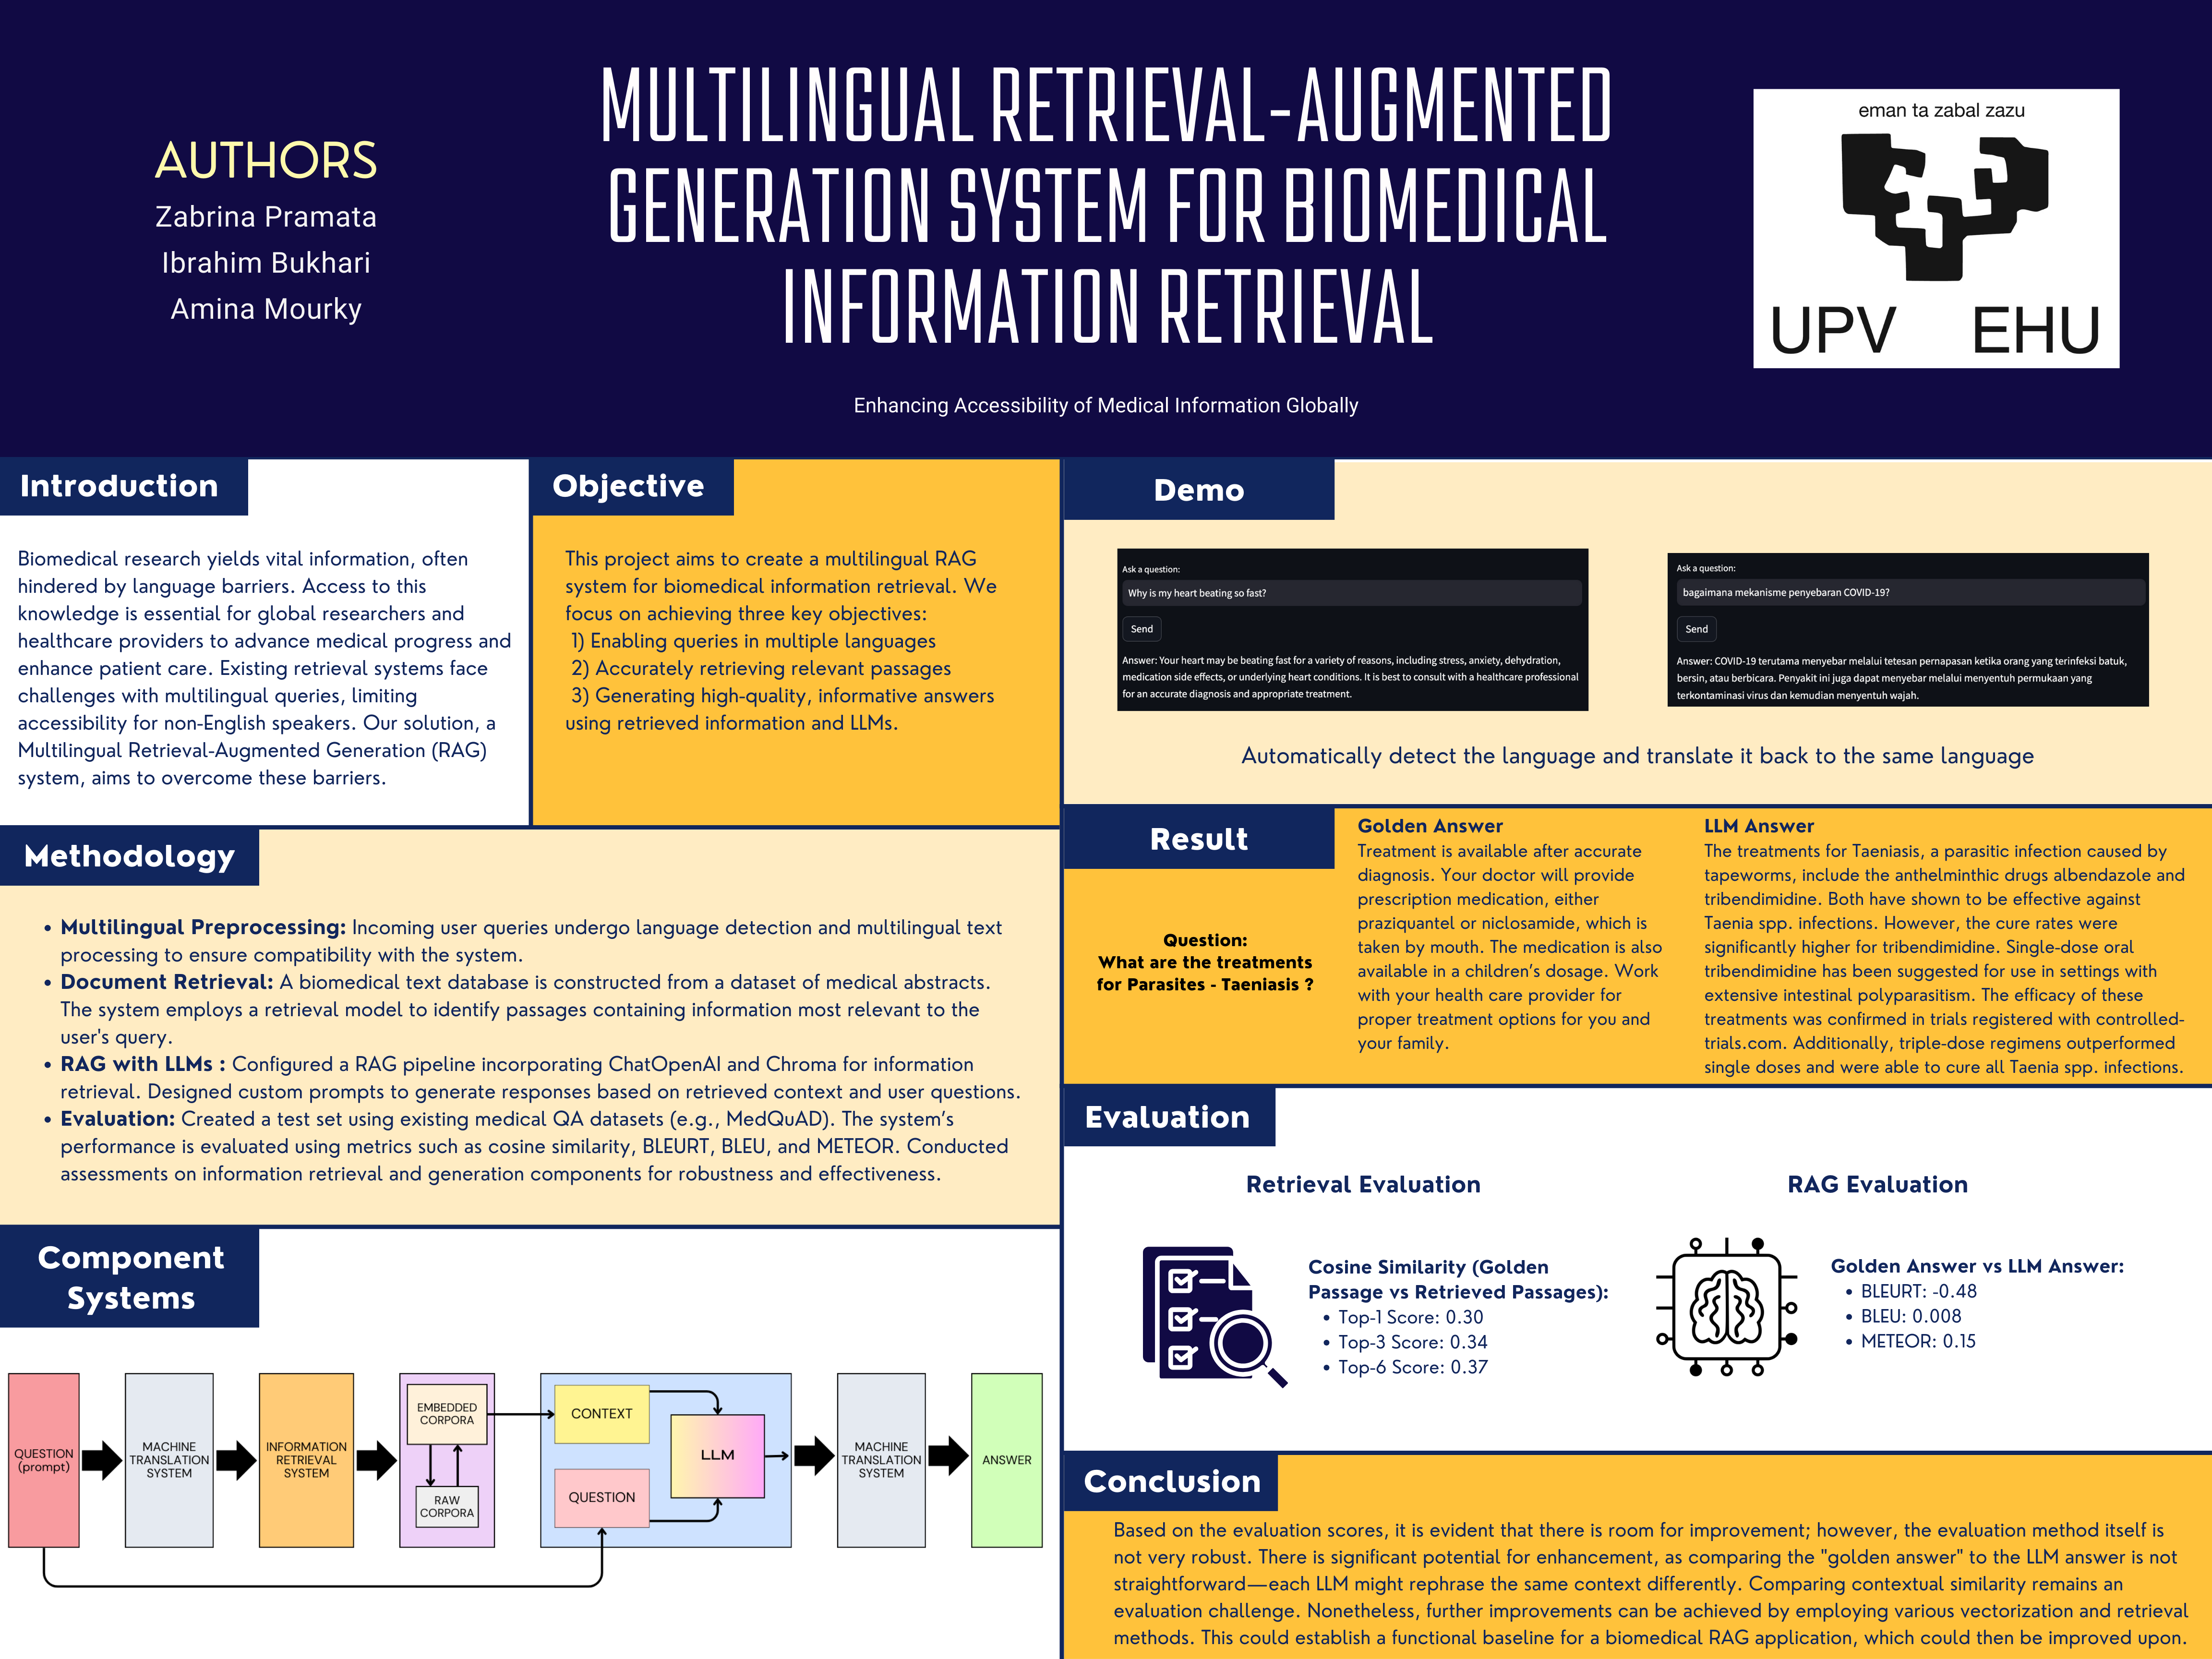 AUTHORS
Zabrina Pramata
Ibrahim Bukhari
Amina Mourky
MULTILINGUAL RETRIEVAL-AUGMENTED
GENERATION SYSTEM FOR BIOMEDICAL
INFORMATION RETRIEVAL
Enhancing Accessibility of Medical Information Globally
eman ta zabal zazu
UPV EHU
Introduction
Biomedical research yields vital information, often
hindered by language barriers. Access to this
knowledge is essential for global researchers and
healthcare providers to advance medical progress and
enhance patient care. Existing retrieval systems face
challenges with multilingual queries, limiting
accessibility for non-English speakers. Our solution, a
Multilingual Retrieval-Augmented Generation (RAG)
system, aims to overcome these barriers.
Objective
This project aims to create a multilingual RAG
system for biomedical information retrieval. We
focus on achieving three key objectives:
1) Enabling queries in multiple languages
2) Accurately retrieving relevant passages
3) Generating high-quality, informative answers
using retrieved information and LLMs.
Methodology
• Multilingual Preprocessing: Incoming user queries undergo language detection and multilingual text
processing to ensure compatibility with the system.
• Document Retrieval: A biomedical text database is constructed from a dataset of medical abstracts.
The system employs a retrieval model to identify passages containing information most relevant to the
user's query.
• RAG with LLMs : Configured a RAG pipeline incorporating ChatOpenAI and Chroma for information
retrieval. Designed custom prompts to generate responses based on retrieved context and user questions.
• Evaluation: Created a test set using existing medical QA datasets (e.g., MedQuAD). The system's
performance is evaluated using metrics such as cosine similarity, BLEURT, BLEU, and METEOR. Conducted
assessments on information retrieval and generation components for robustness and effectiveness.
Component
Systems
QUESTION
(prompt)
MACHINE
TRANSLATION
SYSTEM
INFORMATION
RETRIEVAL
SYSTEM
EMBEDDED
CORPORA
RAW
CORPORA
CONTEXT
QUESTION
LLM
MACHINE
TRANSLATION
SYSTEM
ANSWER
Demo
Ask a question:
Why is my heart beating so fast?
Send
Answer: Your heart may be beating fast for a variety of reasons, including stress, anxiety, dehydration,
medication side effects, or underlying heart conditions. It is best to consult with a healthcare professional
for an accurate diagnosis and appropriate treatment.
Ask a question:
bagaimana mekanisme penyebaran COVID-19?
Send
Answer: COVID-19 terutama menyebar melalui tetesan pernapasan ketika orang yang terinfeksi batuk,
bersin, atau berbicara. Penyakit ini juga dapat menyebar melalui menyentuh permukaan yang
terkontaminasi virus dan kemudian menyentuh wajah.
Automatically detect the language and translate it back to the same language
Result
Question:
What are the treatments
for Parasites - Taeniasis ?
Golden Answer
Treatment is available after accurate
diagnosis. Your doctor will provide
prescription medication, either
praziquantel or niclosamide, which is
taken by mouth. The medication is also
available in a children's dosage. Work
with your health care provider for
proper treatment options for you and
your family.
LLM Answer
The treatments for Taeniasis, a parasitic infection caused by
tapeworms, include the anthelminthic drugs albendazole and
tribendimidine. Both have shown to be effective against
Taenia spp. infections. However, the cure rates were
significantly higher for tribendimidine. Single-dose oral
tribendimidine has been suggested for use in settings with
extensive intestinal polyparasitism. The efficacy of these
treatments was confirmed in trials registered with controlled-
trials.com. Additionally, triple-dose regimens outperformed
single doses and were able to cure all Taenia spp. infections.
Evaluation
Retrieval Evaluation
Cosine Similarity (Golden
Passage vs Retrieved Passages):
• Top-1 Score: 0.30
• Top-3 Score: 0.34
• Top-6 Score: 0.37
RAG Evaluation
Golden Answer vs LLM Answer:
• BLEURT: -0.48
• BLEU: 0.008
• METEOR: 0.15
Conclusion
Based on the evaluation scores, it is evident that there is room for improvement; however, the evaluation method itself is
not very robust. There is significant potential for enhancement, as comparing the "golden answer" to the LLM answer is not
straightforward—each LLM might rephrase the same context differently. Comparing contextual similarity remains an
evaluation challenge. Nonetheless, further improvements can be achieved by employing various vectorization and retrieval
methods. This could establish a functional baseline for a biomedical RAG application, which could then be improved upon.